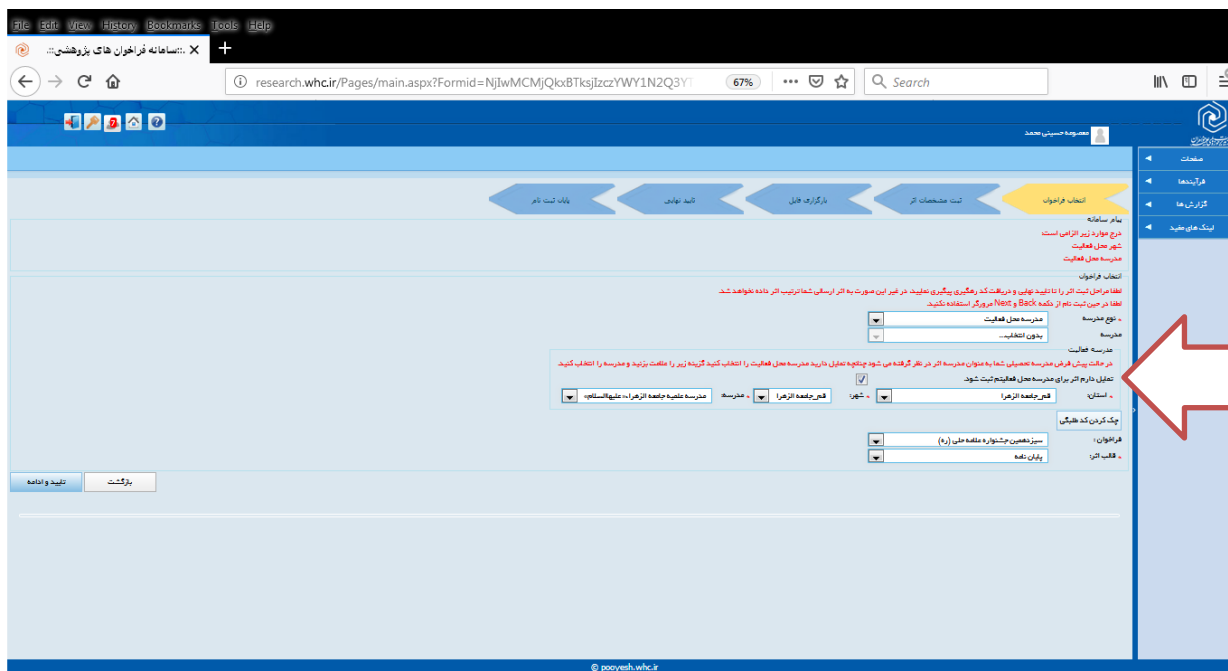 File Edit View History Bookmarks Tools Help
.::سامانه فراخوان های پژوهشی::.
research.whc.ir/Pages/main.aspx?Formid=NjIwMCMjQkxBTksjIzczYWY1N2Q3Y
67%
Search
معصومه حسینی محمد
صفحات
فرآیندها
گزارش ها
لینک های مفید
انتخاب فراخوان
ثبت مشخصات اثر
بارگزاری فایل
تایید نهایی
پایان ثبت نام
پیام سامانه
درج موارد زیر الزامی است:
شهر محل فعالیت
مدرسه محل فعالیت
انتخاب فراخوان
لطفا مراحل ثبت اثر را تا تایید نهایی و دریافت کد رهگیری پیگیری نمایید، در غیر این صورت به اثر ارسالی شما ترتیب اثر داده نخواهد شد.
لطفا در حین ثبت نام از دکمه Back و Next مرورگر استفاده نکنید.
* نوع مدرسه
مدرسه محل فعالیت
مدرسه
بدون انتخاب...
مدرسه فعالیت
در حالت پیش فرض مدرسه تحصیلی شما به عنوان مدرسه اثر در نظر گرفته می شود چنانچه تمایل دارید مدرسه محل فعالیت را انتخاب کنید گزینه زیر را علامت بزنید و مدرسه را انتخاب کنید.
تمایل دارم اثر برای مدرسه محل فعالیتم ثبت شود.
* استان: قم_جامعه الزهرا * شهر: قم_جامعه الزهرا * مدرسه: مدرسه علمیه جامعه الزهراء« علیهاالسلام»
چک کردن کد طلبگی
فراخوان: سیزدهمین جشنواره علامه حلی (ره)
* قالب اثر: پایان نامه
بازگشت
تایید و ادامه
© pooyesh.whc.ir